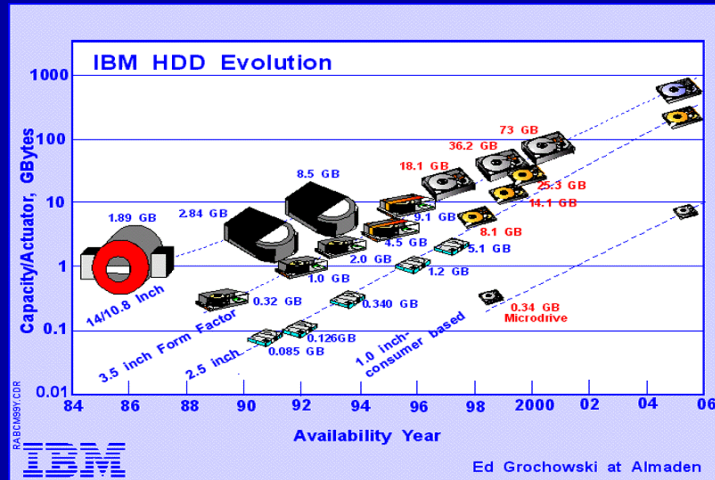 IBM HDD Evolution
Capacity/Actuator, GBytes
1000
100
10
1
0.1
0.01
1.89 GB
2.84 GB
8.5 GB
18.1 GB
36.2 GB
73 GB
25.3 GB
14.1 GB
9.1 GB
8.1 GB
4.5 GB
5.1 GB
2.0 GB
1.2 GB
1.0 GB
0.32 GB
0.340 GB
0.126GB
0.085 GB
0.34 GB
Microdrive
14/10.8 Inch
3.5 inch Form Factor
2.5 inch
1.0 inch-
consumer based
84
86
88
90
92
94
96
98
2000
02
06
Availability Year
RABCM99Y.CDR
IBM
Ed Grochowski at Almaden